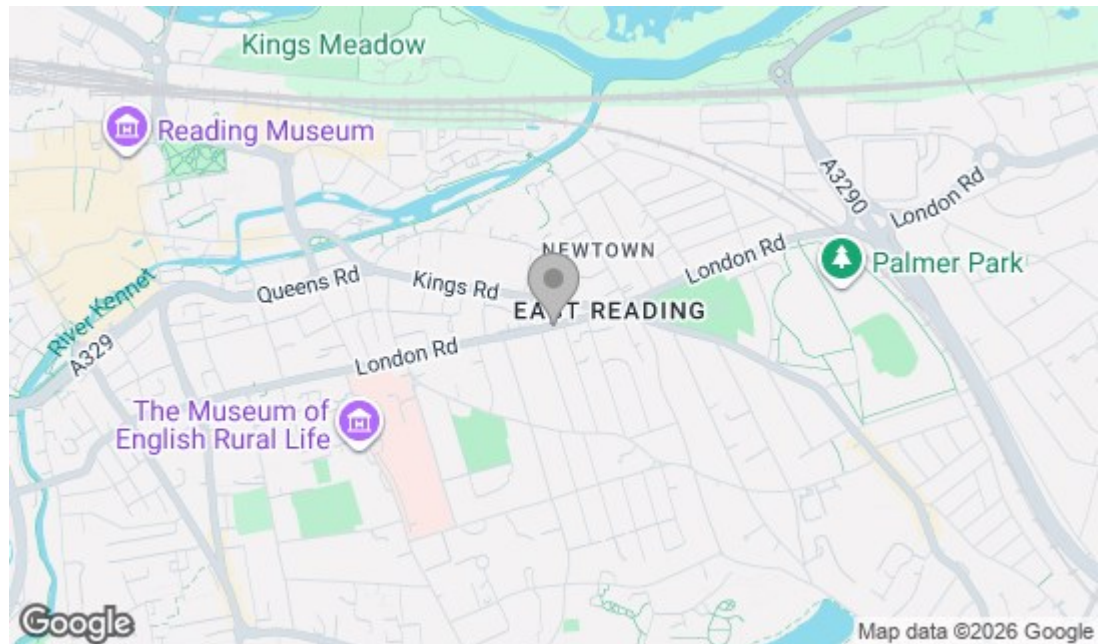 Kings Meadow
Reading Museum
A3290
London Rd
NEWTOWN
London Rd
Palmer Park
Queens Rd
Kings Rd
EAST READING
River Kennet
A329
London Rd
The Museum of
English Rural Life
Google
Map data ©2026 Google